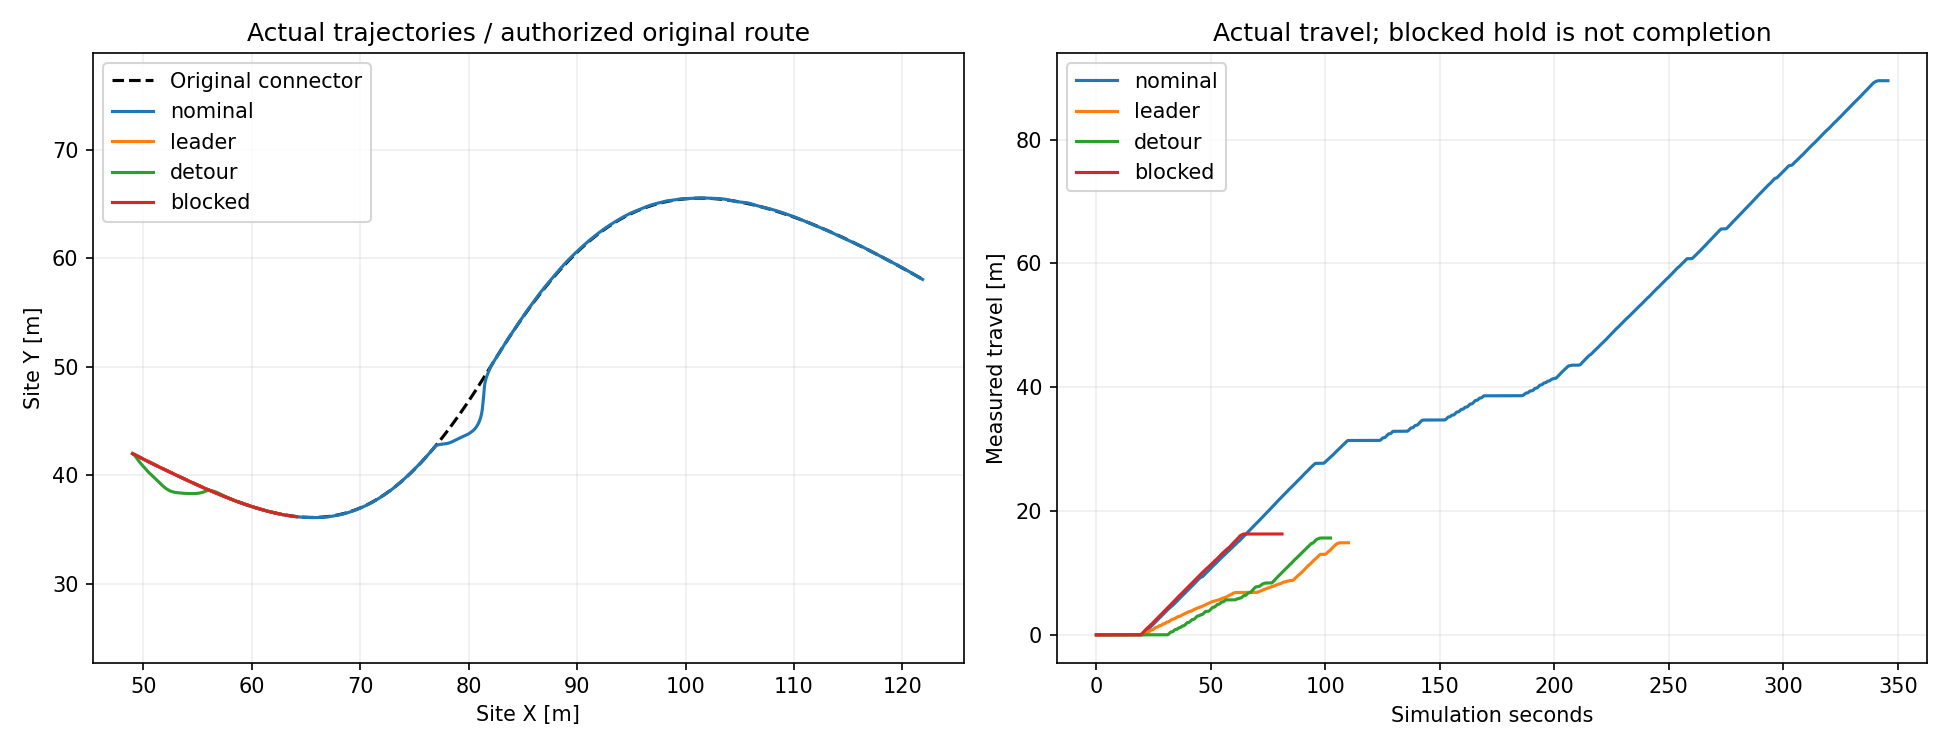 Actual trajectories / authorized original route
Original connector
nominal
leader
detour
blocked
70
60
50
40
30
Site Y [m]
50
60
70
80
90
100
110
120
Site X [m]
Actual travel; blocked hold is not completion
nominal
leader
detour
blocked
80
60
40
20
0
Measured travel [m]
0
50
100
150
200
250
300
350
Simulation seconds